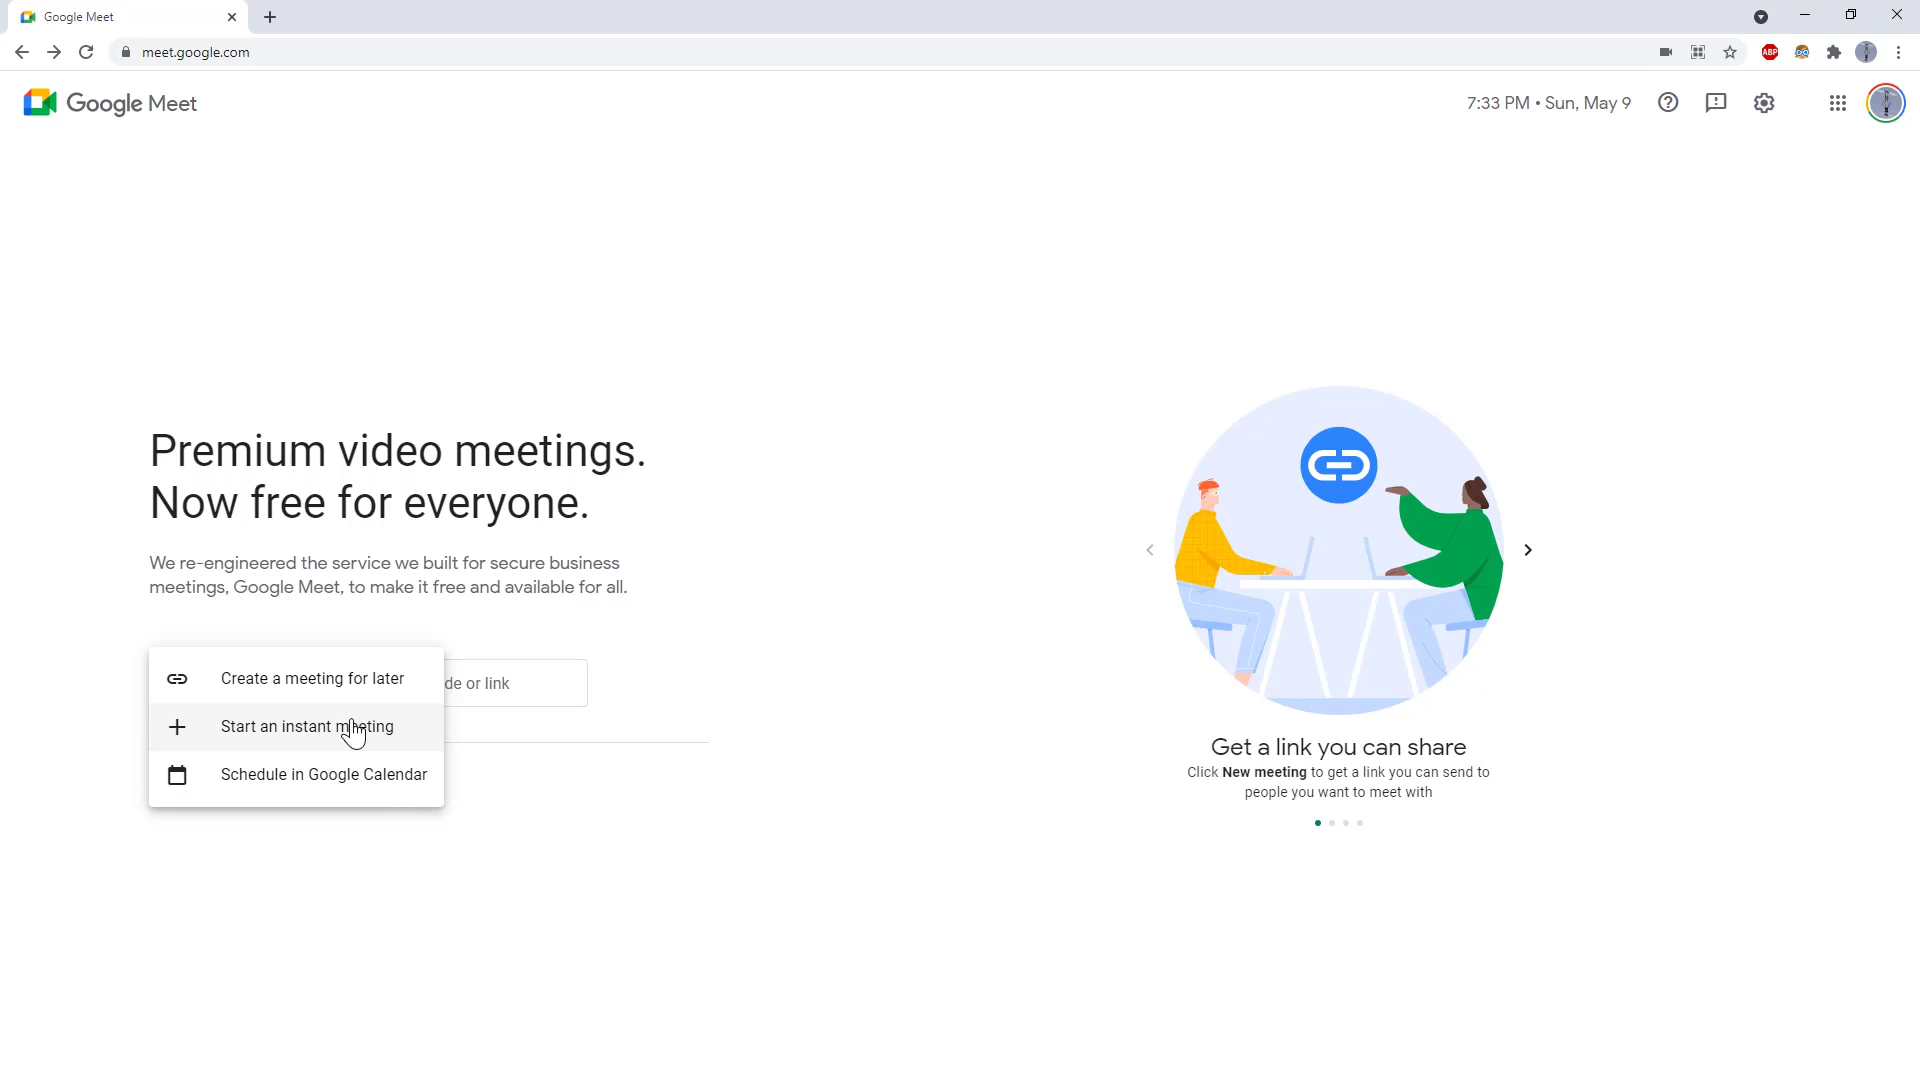 Google Meet
meet.google.com
ABP
Google Meet
7:33 PM • Sun, May 9
Premium video meetings.
Now free for everyone.
We re-engineered the service we built for secure business
meetings, Google Meet, to make it free and available for all.
Create a meeting for later
de or link
Start an instant meeting
Schedule in Google Calendar
Get a link you can share
Click New meeting to get a link you can send to
people you want to meet with